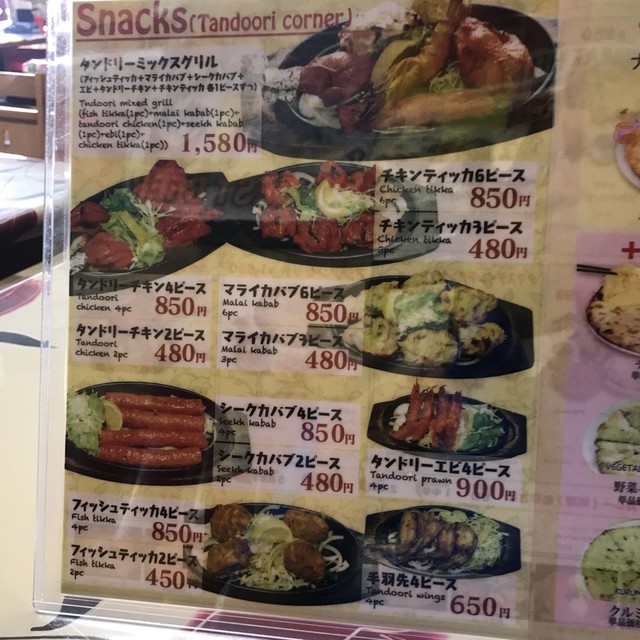 Snacks (Tandoori corner)
タンドリーミックスグリル
(フィッシュティッカ+マライカバブ+シークカバブ+
エビ+タンドリーチキン+チキンティッカ 各1ピースずつ)
Tndoori mixed grill
(fish tikka(1pc)+malai kabab(1pc)+
tandoori chicken(1pc)+seekh kabab
(1pc)+ebi(1pc)+
chicken tikka(1pc)) 1,580円
チキンティッカ6ピース
Chicken tikka
6pc 850円
チキンティッカ3ピース
Chicken tikka
3pc 480円
タンドリーチキン4ピース
Tandoori
chicken 4pc 850円
タンドリーチキン2ピース
Tandoori
chicken 2pc 480円
マライカバブ6ピース
Malai kabab
6pc 850円
マライカバブ3ピース
Malai kabab
3pc 480円
シークカバブ4ピース
Seekh kabab
4pc 850円
シークカバブ2ピース
Seekh kabab
2pc 480円
タンドリーエビ4ピース
Tandoori prawn
4pc 900円
フィッシュティッカ4ピース
Fish tikka
4pc 850円
フィッシュティッカ2ピース
Fish tikka
2pc 450円
手羽先4ピース
Tandoori wings
4pc 650円
VEGETA
野菜
単品
KURUM
クルミ
単品